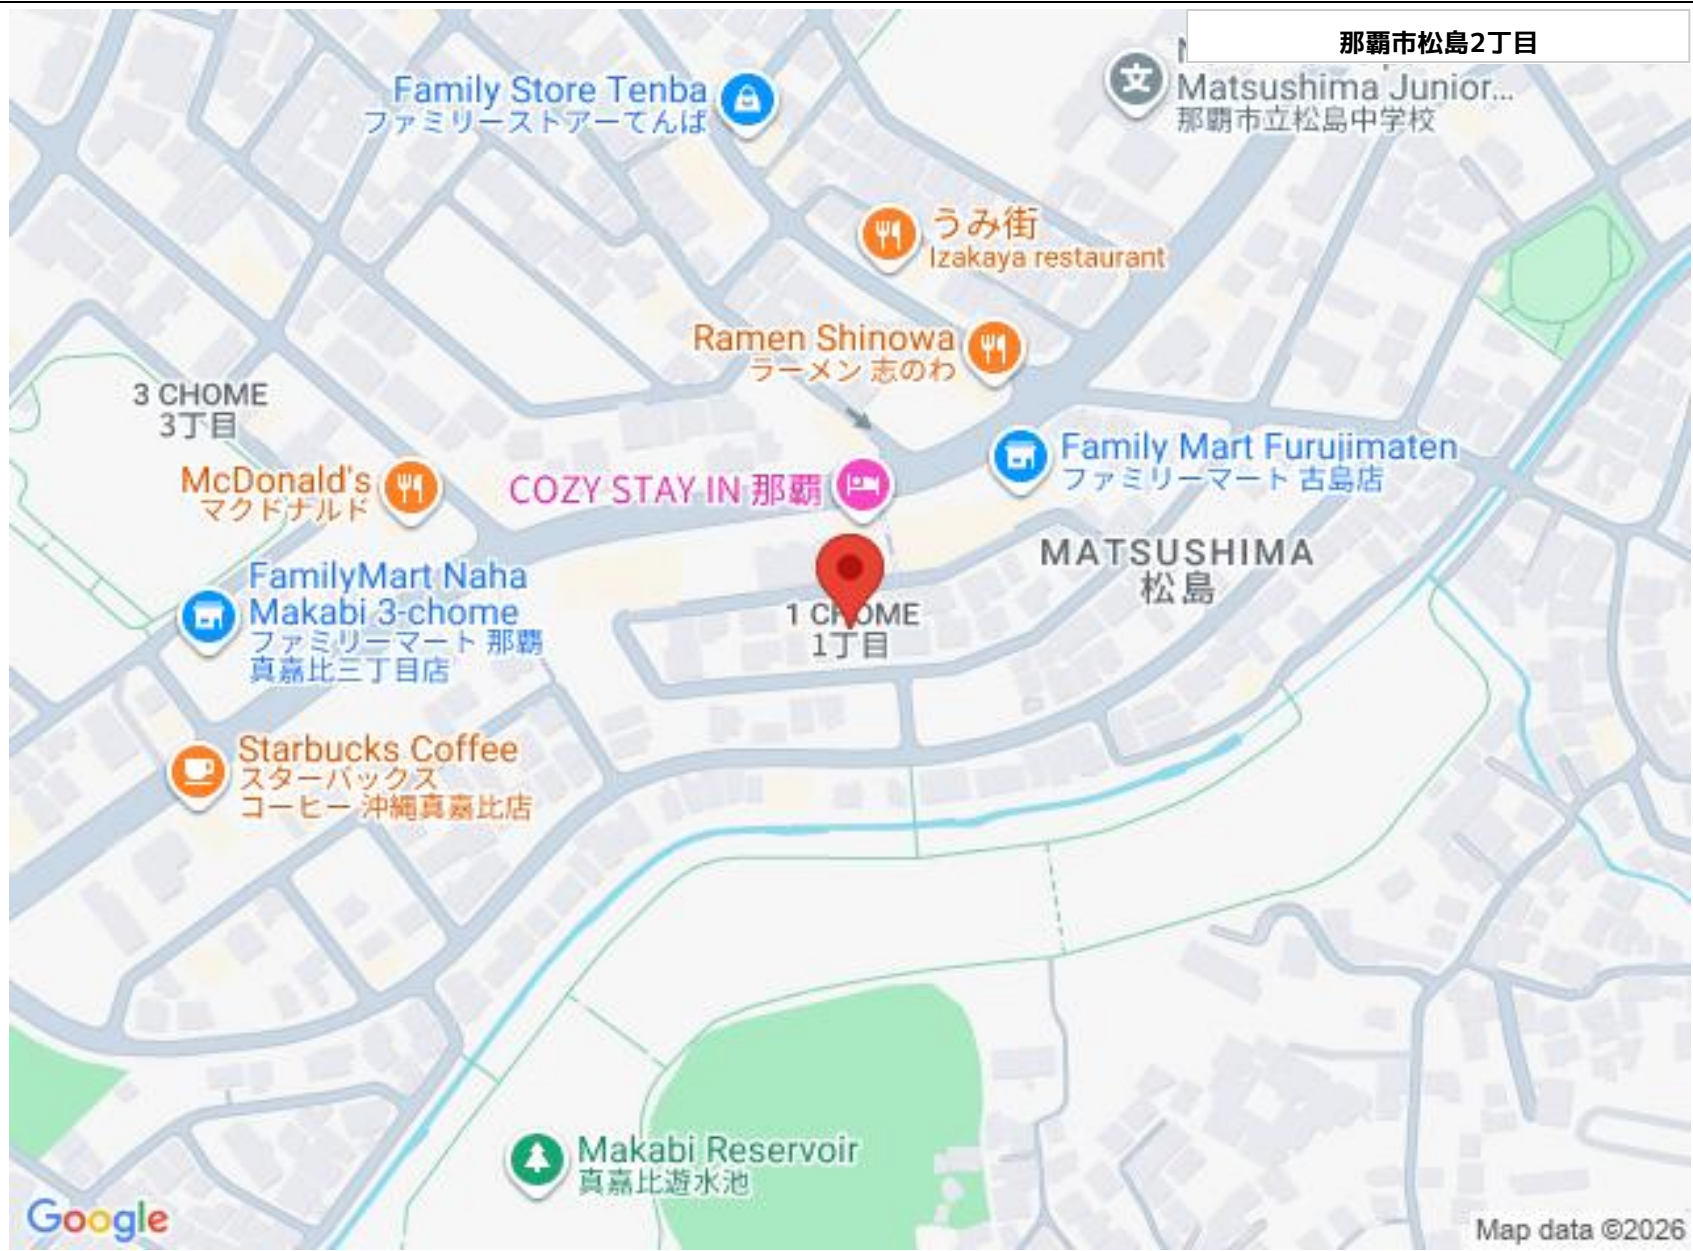 那覇市松島2丁目
Family Store Tenba
ファミリーストアーてんば
Matsushima Junior...
那覇市立松島中学校
うみ街
Izakaya restaurant
Ramen Shinowa
ラーメン 志のわ
3 CHOME
3丁目
McDonald's
マクドナルド
COZY STAY IN 那覇
Family Mart Furujimaten
ファミリーマート 古島店
MATSUSHIMA
松島
FamilyMart Naha
Makabi 3-chome
ファミリーマート 那覇
真嘉比三丁目店
1 CHOME
1丁目
Starbucks Coffee
スターバックス
コーヒー 沖縄真嘉比店
Makabi Reservoir
真嘉比遊水池
Google
Map data ©2026